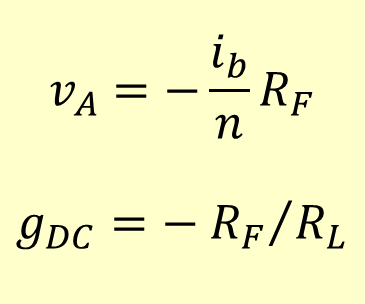 v_A = − i_b/n R_F
g_DC = − R_F/R_L